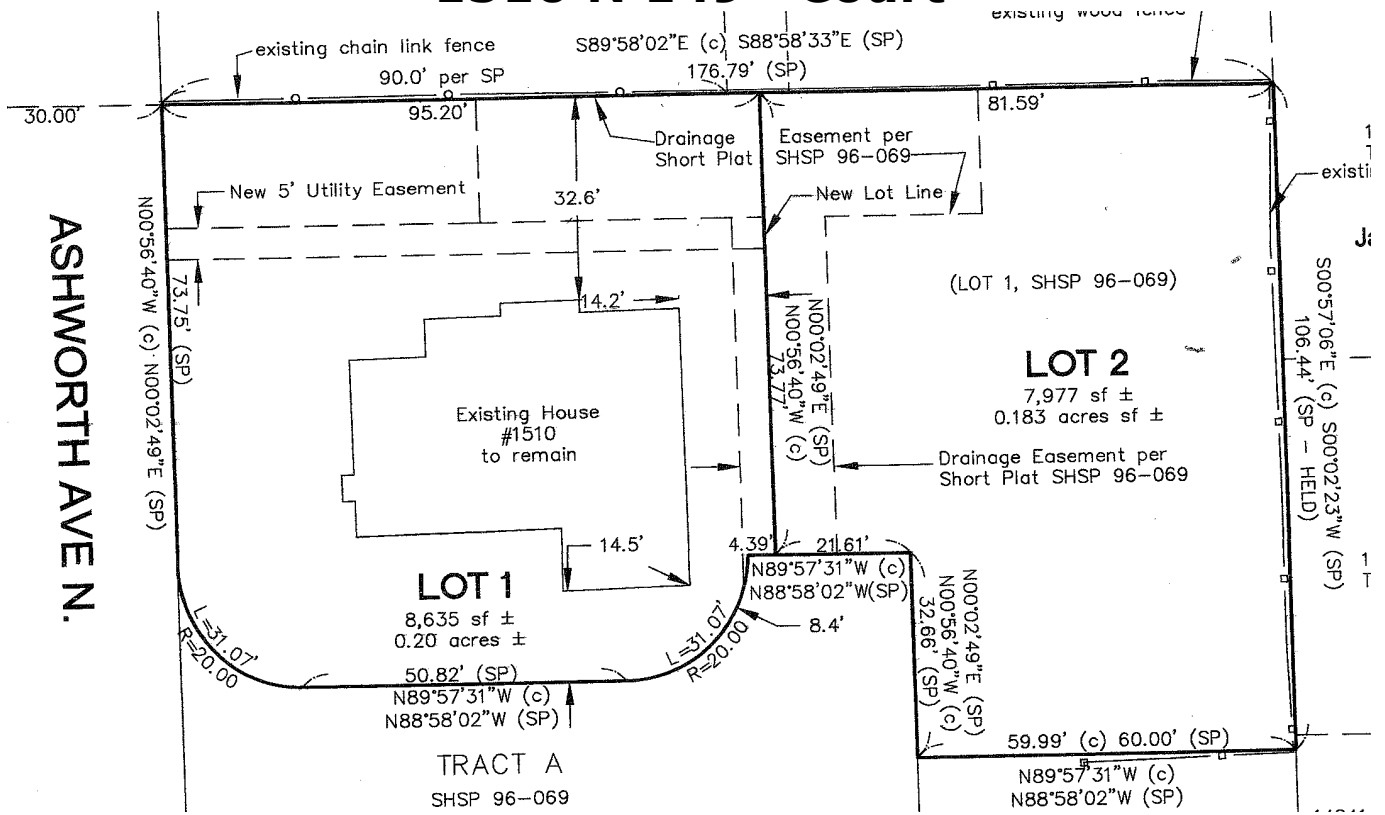 existing chain link fence
S89°58'02"E (c) S88°58'33"E (SP)
90.0' per SP
176.79' (SP)
30.00'
95.20'
81.59'
Drainage
Short Plat
Easement per
SHSP 96-069
New 5' Utility Easement
32.6'
New Lot Line
ASHWORTH AVE N.
N00°56'40"W (c) N00°02'49"E (SP)
73.75' (SP)
14.2'
N00°02'49"E (SP)
N00°56'40"W (c)
73.77'
(LOT 1, SHSP 96-069)
LOT 2
7,977 sf ±
0.183 acres sf ±
S00°57'06"E (c) S00°02'23"W (SP)
106.44' (SP - HELD)
Existing House
#1510
to remain
Drainage Easement per
Short Plat SHSP 96-069
14.5'
4.39'
21.61'
N89°57'31"W (c)
N88°58'02"W(SP)
LOT 1
8,635 sf ±
0.20 acres ±
8.4'
L=31.07'
R=20.00
L=31.07'
R=20.00
N00°02'49"E (SP)
N00°56'40"W (c)
32.66' (SP)
50.82' (SP)
N89°57'31"W (c)
N88°58'02"W (SP)
59.99' (c) 60.00' (SP)
N89°57'31"W (c)
N88°58'02"W (SP)
TRACT A
SHSP 96-069